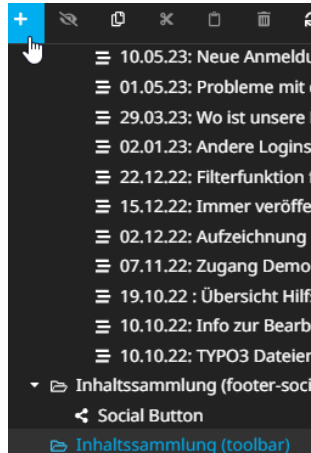 10.05.23: Neue Anmeldu
01.05.23: Probleme mit
29.03.23: Wo ist unsere
02.01.23: Andere Logins
22.12.22: Filterfunktion
15.12.22: Immer veröffe
02.12.22: Aufzeichnung
07.11.22: Zugang Demo
19.10.22 : Übersicht Hilf
10.10.22: Info zur Bearb
10.10.22: TYPO3 Dateier
Inhaltssammlung (footer-soci
Social Button
Inhaltssammlung (toolbar)